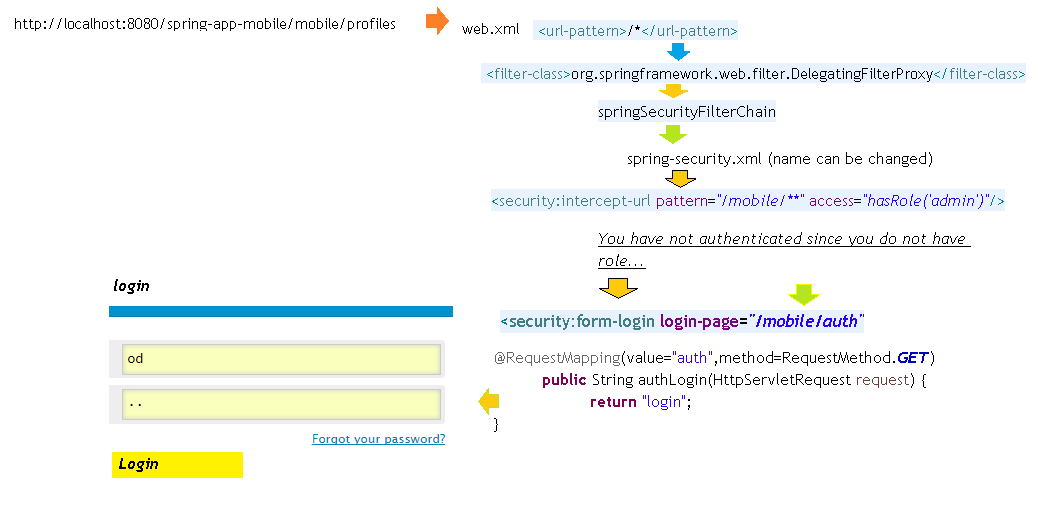 http://localhost:8080/spring-app-mobile/mobile/profiles
web.xml <url-pattern>/*</url-pattern>
<filter-class>org.springframework.web.filter.DelegatingFilterProxy</filter-class>
springSecurityFilterChain
spring-security.xml (name can be changed)
<security:intercept-url pattern="/mobile/**" access="hasRole('admin')"/>
You have not authenticated since you do not have
role...
<security:form-login login-page="/mobile/auth"
@RequestMapping(value="auth",method=RequestMethod.GET)
public String authLogin(HttpServletRequest request) {
return "login";
}
login
od
..
Forgot your password?
Login